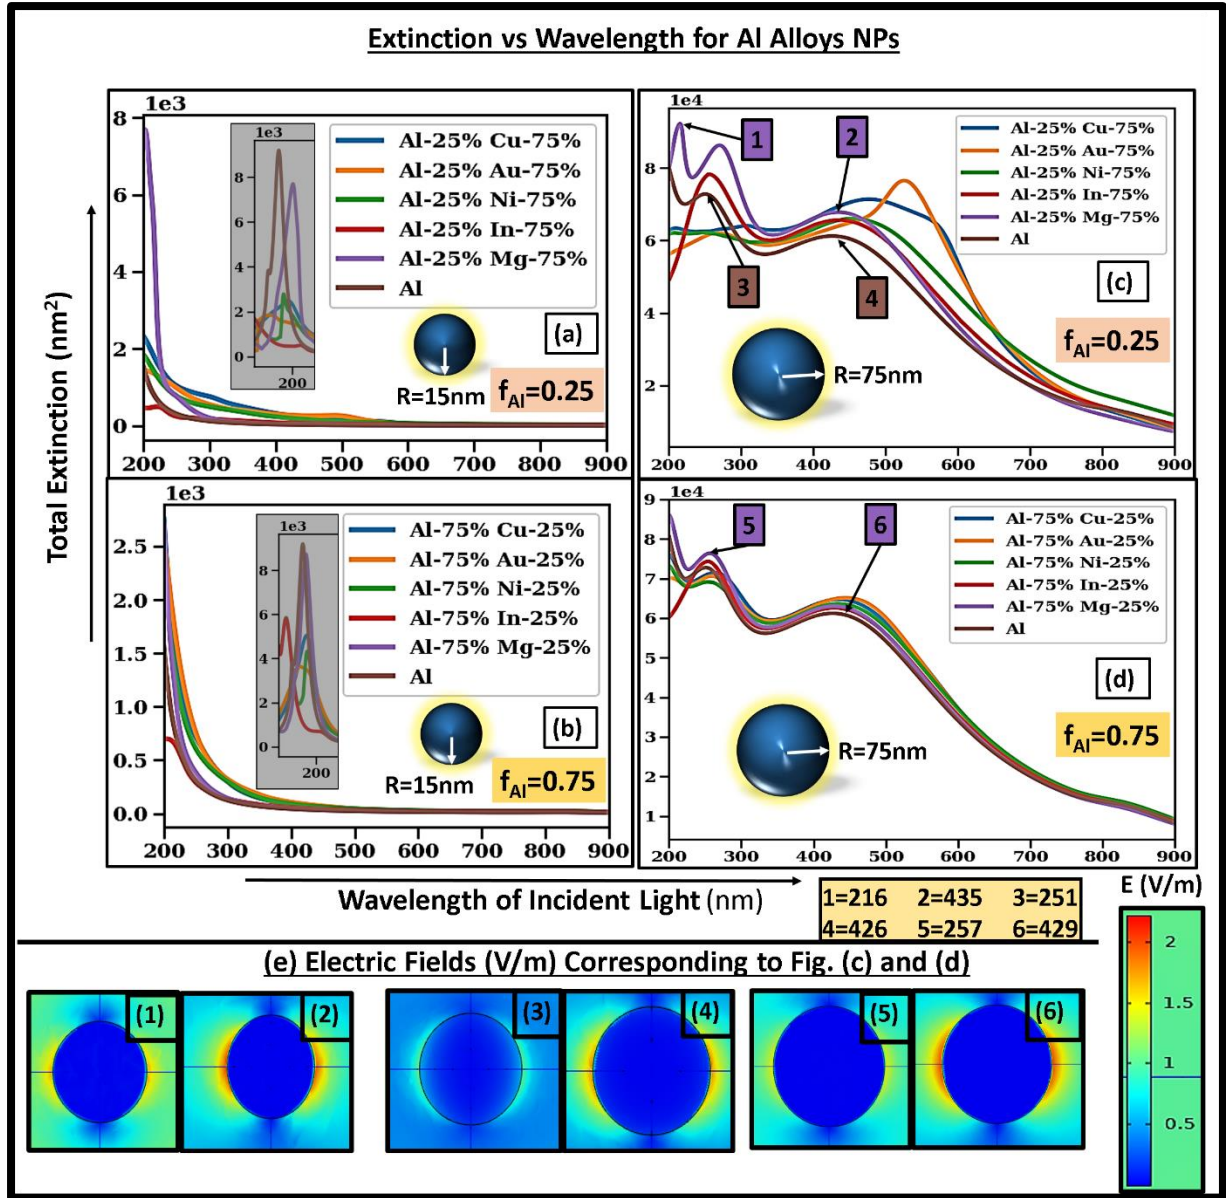 Extinction vs Wavelength for Al Alloys NPs
Total Extinction (nm²)
1e3
8
6
4
2
0
200 300 400 500 600 700 800 900
1e3
8
6
4
2
0
200
Al-25% Cu-75%
Al-25% Au-75%
Al-25% Ni-75%
Al-25% In-75%
Al-25% Mg-75%
Al
(a)
R=15nm
fAl=0.25
1e4
8
6
4
2
200 300 400 500 600 700 800 900
1
2
3
4
Al-25% Cu-75%
Al-25% Au-75%
Al-25% Ni-75%
Al-25% In-75%
Al-25% Mg-75%
Al
(c)
R=75nm
fAl=0.25
1e3
2.5
2.0
1.5
1.0
0.5
0.0
200 300 400 500 600 700 800 900
1e3
8
6
4
2
0
200
Al-75% Cu-25%
Al-75% Au-25%
Al-75% Ni-25%
Al-75% In-25%
Al-75% Mg-25%
Al
(b)
R=15nm
fAl=0.75
1e4
9
8
7
6
5
4
3
2
1
200 300 400 500 600 700 800 900
5
6
Al-75% Cu-25%
Al-75% Au-25%
Al-75% Ni-25%
Al-75% In-25%
Al-75% Mg-25%
Al
(d)
R=75nm
fAl=0.75
Wavelength of Incident Light (nm)
1=216 2=435 3=251
4=426 5=257 6=429
E (V/m)
2
1.5
1
0.5
(e) Electric Fields (V/m) Corresponding to Fig. (c) and (d)
(1)
(2)
(3)
(4)
(5)
(6)